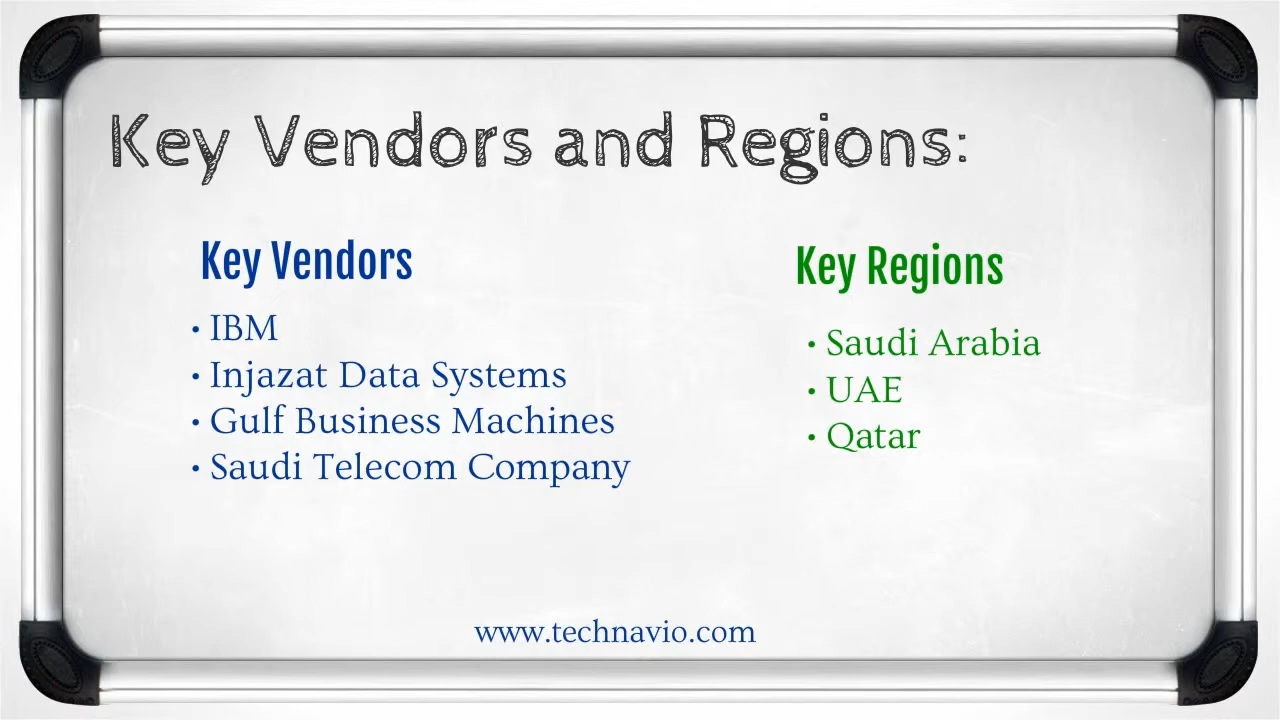 Key Vendors and Regions:
Key Vendors
• IBM
• Injazat Data Systems
• Gulf Business Machines
• Saudi Telecom Company
Key Regions
• Saudi Arabia
• UAE
• Qatar
www.technavio.com